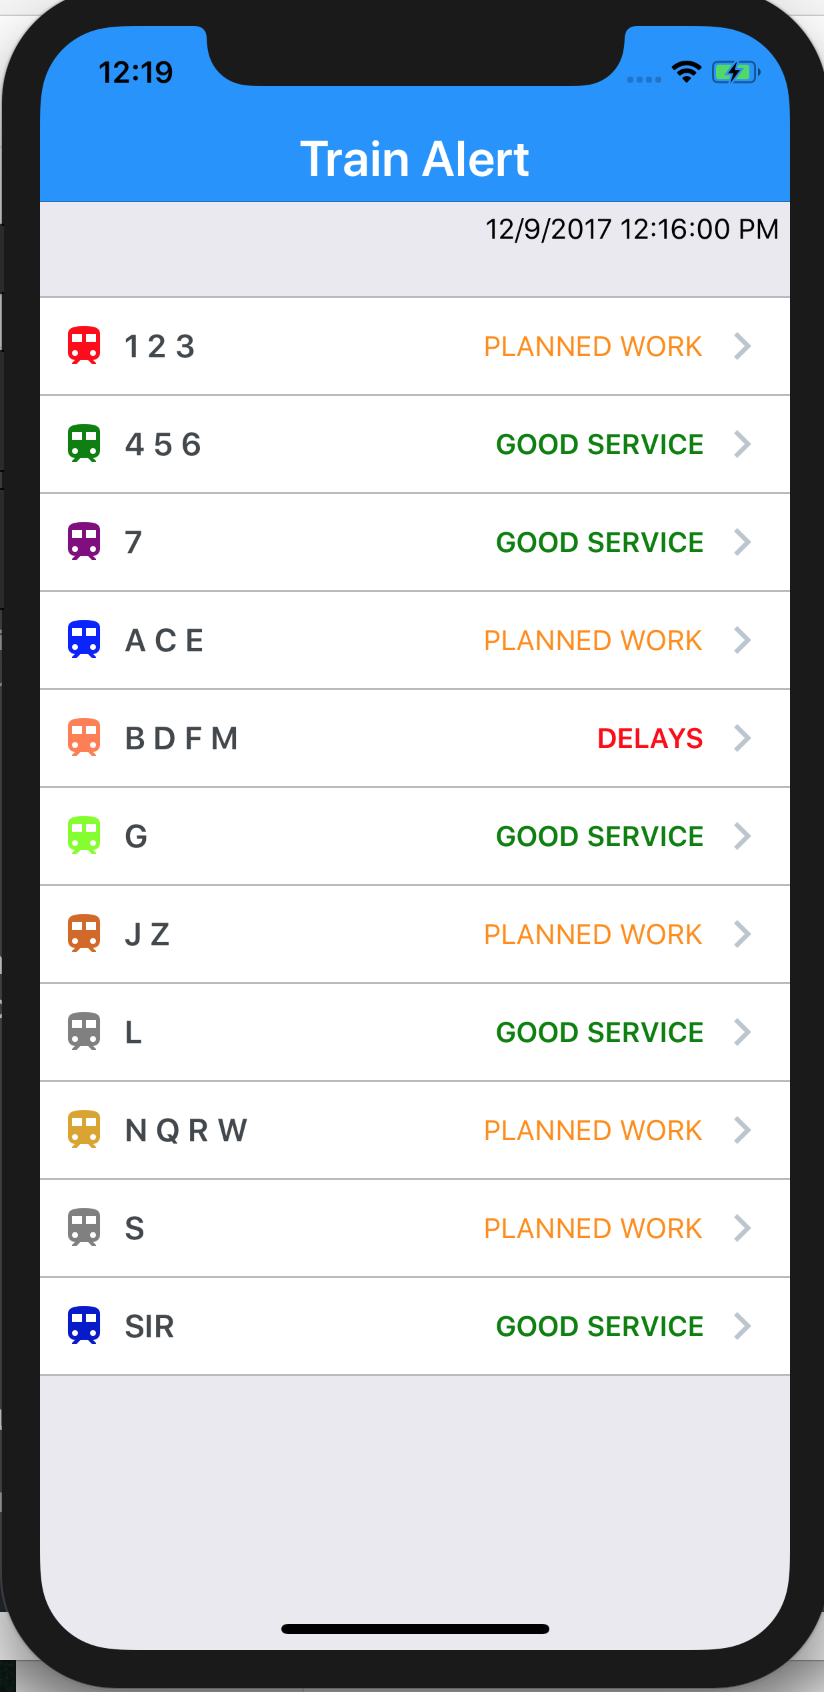 12:19
Train Alert
12/9/2017 12:16:00 PM
1 2 3 PLANNED WORK
4 5 6 GOOD SERVICE
7 GOOD SERVICE
A C E PLANNED WORK
B D F M DELAYS
G GOOD SERVICE
J Z PLANNED WORK
L GOOD SERVICE
N Q R W PLANNED WORK
S PLANNED WORK
SIR GOOD SERVICE